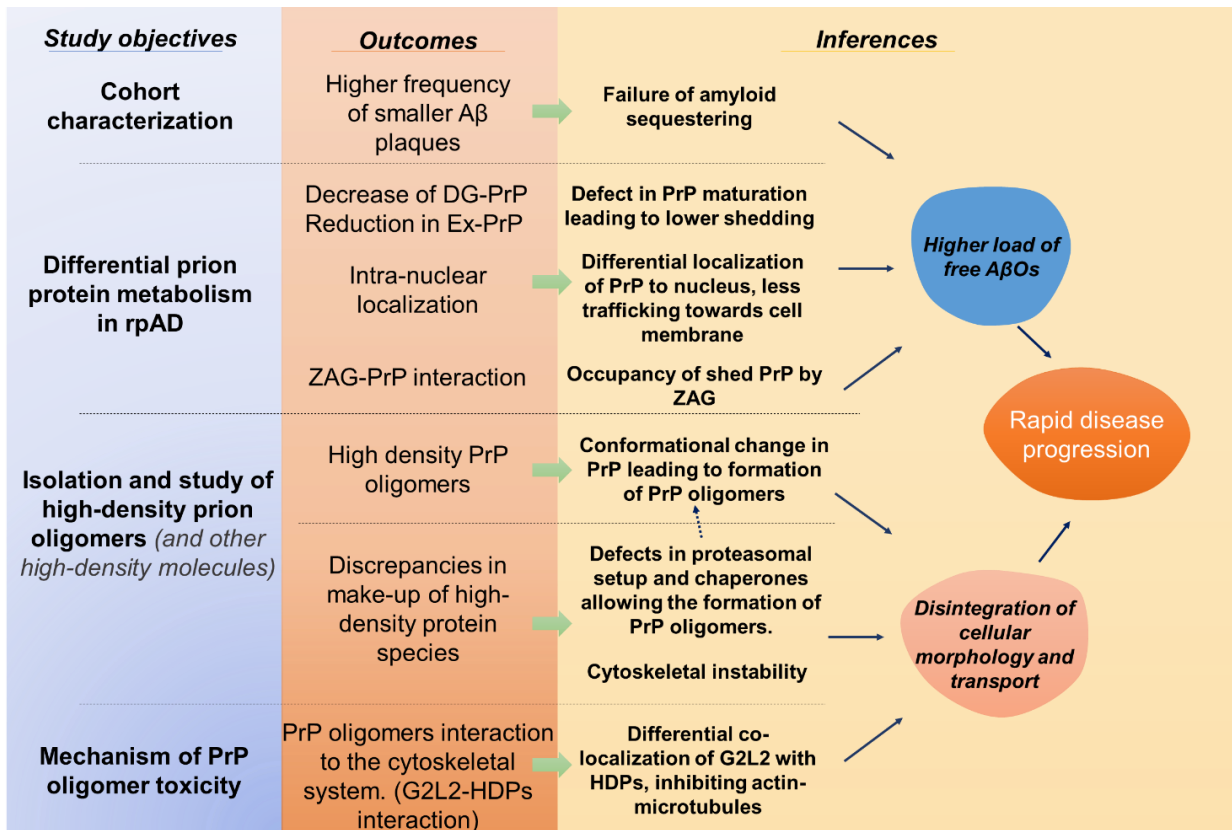 Study objectives
Outcomes
Inferences
Cohort
characterization
Higher frequency
of smaller Aβ
plaques
Failure of amyloid
sequestering
Differential prion
protein metabolism
in rpAD
Decrease of DG-PrP
Reduction in Ex-PrP
Defect in PrP maturation
leading to lower shedding
Intra-nuclear
localization
Differential localization
of PrP to nucleus, less
trafficking towards cell
membrane
ZAG-PrP interaction
Occupancy of shed PrP by
ZAG
Higher load of
free AβOs
Rapid disease
progression
Isolation and study of
high-density prion
oligomers (and other
high-density molecules)
High density PrP
oligomers
Conformational change in
PrP leading to formation
of PrP oligomers
Discrepancies in
make-up of high-
density protein
species
Defects in proteasomal
setup and chaperones
allowing the formation of
PrP oligomers.
Cytoskeletal instability
Disintegration of
cellular
morphology and
transport
Mechanism of PrP
oligomer toxicity
PrP oligomers interaction
to the cytoskeletal
system. (G2L2-HDPs
interaction)
Differential co-
localization of G2L2 with
HDPs, inhibiting actin-
microtubules